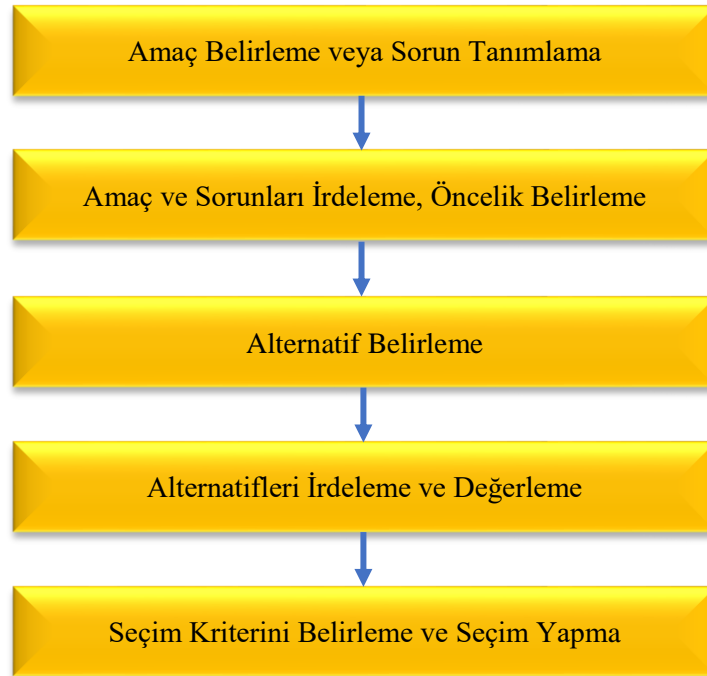 Amaç Belirleme veya Sorun Tanımlama
Amaç ve Sorunları İrdeleme, Öncelik Belirleme
Alternatif Belirleme
Alternatifleri İrdeleme ve Değerleme
Seçim Kriterini Belirleme ve Seçim Yapma